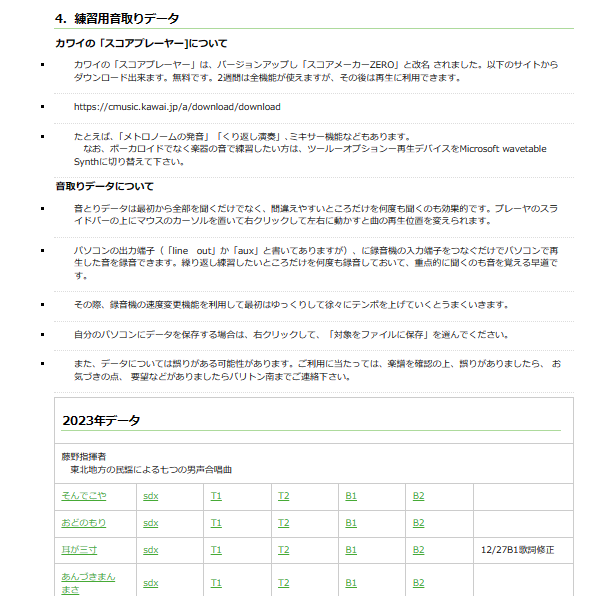 4．練習用音取りデータ
カワイの「スコアプレーヤー]について
カワイの「スコアプレーヤー」は、バージョンアップし「スコアメーカーZERO」と改名 されました。以下のサイトから
ダウンロード出来ます。無料です。2週間は全機能が使えますが、その後は再生に利用できます。
https://cmusic.kawai.jp/a/download/download
たとえば、「メトロノームの発音」「くり返し演奏」、ミキサー機能などもあります。
なお、ボーカロイドでなく楽器の音で練習したい方は、ツールーオプションー再生デバイスをMicrosoft wavetable
Synthに切り替えて下さい。
音取りデータについて
音とりデータは最初から全部を聞くだけでなく、間違えやすいところだけを何度も聞くのも効果的です。プレーヤのスラ
イドバーの上にマウスのカーソルを置いて右クリックして左右に動かすと曲の再生位置を変えられます。
パソコンの出力端子（「line　out」か「aux」と書いてありますが）、に録音機の入力端子をつなぐだけでパソコンで再
生した音を録音できます。繰り返し練習したいところだけを何度も録音しておいて、重点的に聞くのも音を覚える早道で
す。
その際、録音機の速度変更機能を利用して最初はゆっくりして徐々にテンポを上げていくとうまくいきます。
自分のパソコンにデータを保存する場合は、右クリックして、「対象をファイルに保存」を選んでください。
また、データについては誤りがある可能性があります。ご利用に当たっては、楽譜を確認の上、誤りがありましたら、 お
気づきの点、 要望などがありましたらバリトン南までご連絡下さい。
2023年データ
藤野指揮者
東北地方の民謡による七つの男声合唱曲
そんでこや sdx T1 T2 B1 B2
おどのもり sdx T1 T2 B1 B2
耳が三寸 sdx T1 T2 B1 B2 12/27B1歌詞修正
あんづきまん
まさ sdx T1 T2 B1 B2